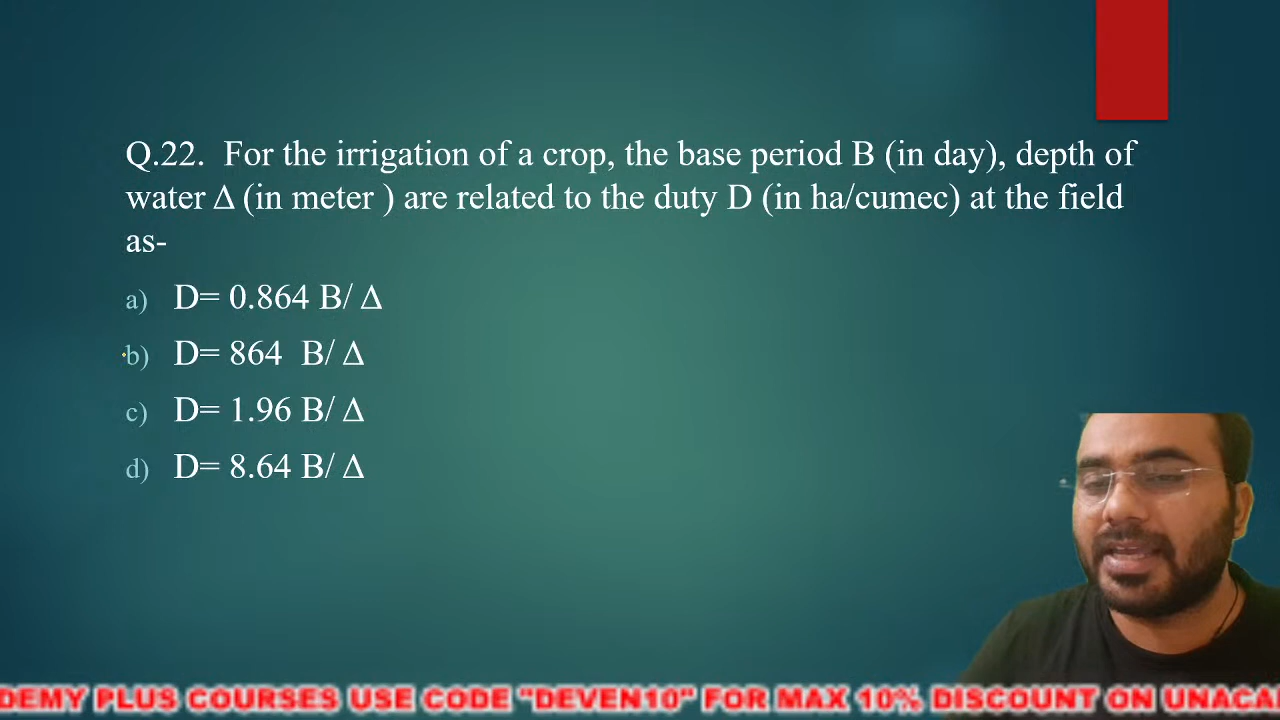 Q.22. For the irrigation of a crop, the base period B (in day), depth of
water Δ (in meter ) are related to the duty D (in ha/cumec) at the field
as-
a) D= 0.864 B/ Δ
b) D= 864 B/ Δ
c) D= 1.96 B/ Δ
d) D= 8.64 B/ Δ
DEMY PLUS COURSES USE CODE "DEVEN10" FOR MAX 10% DISCOUNT ON UNACA